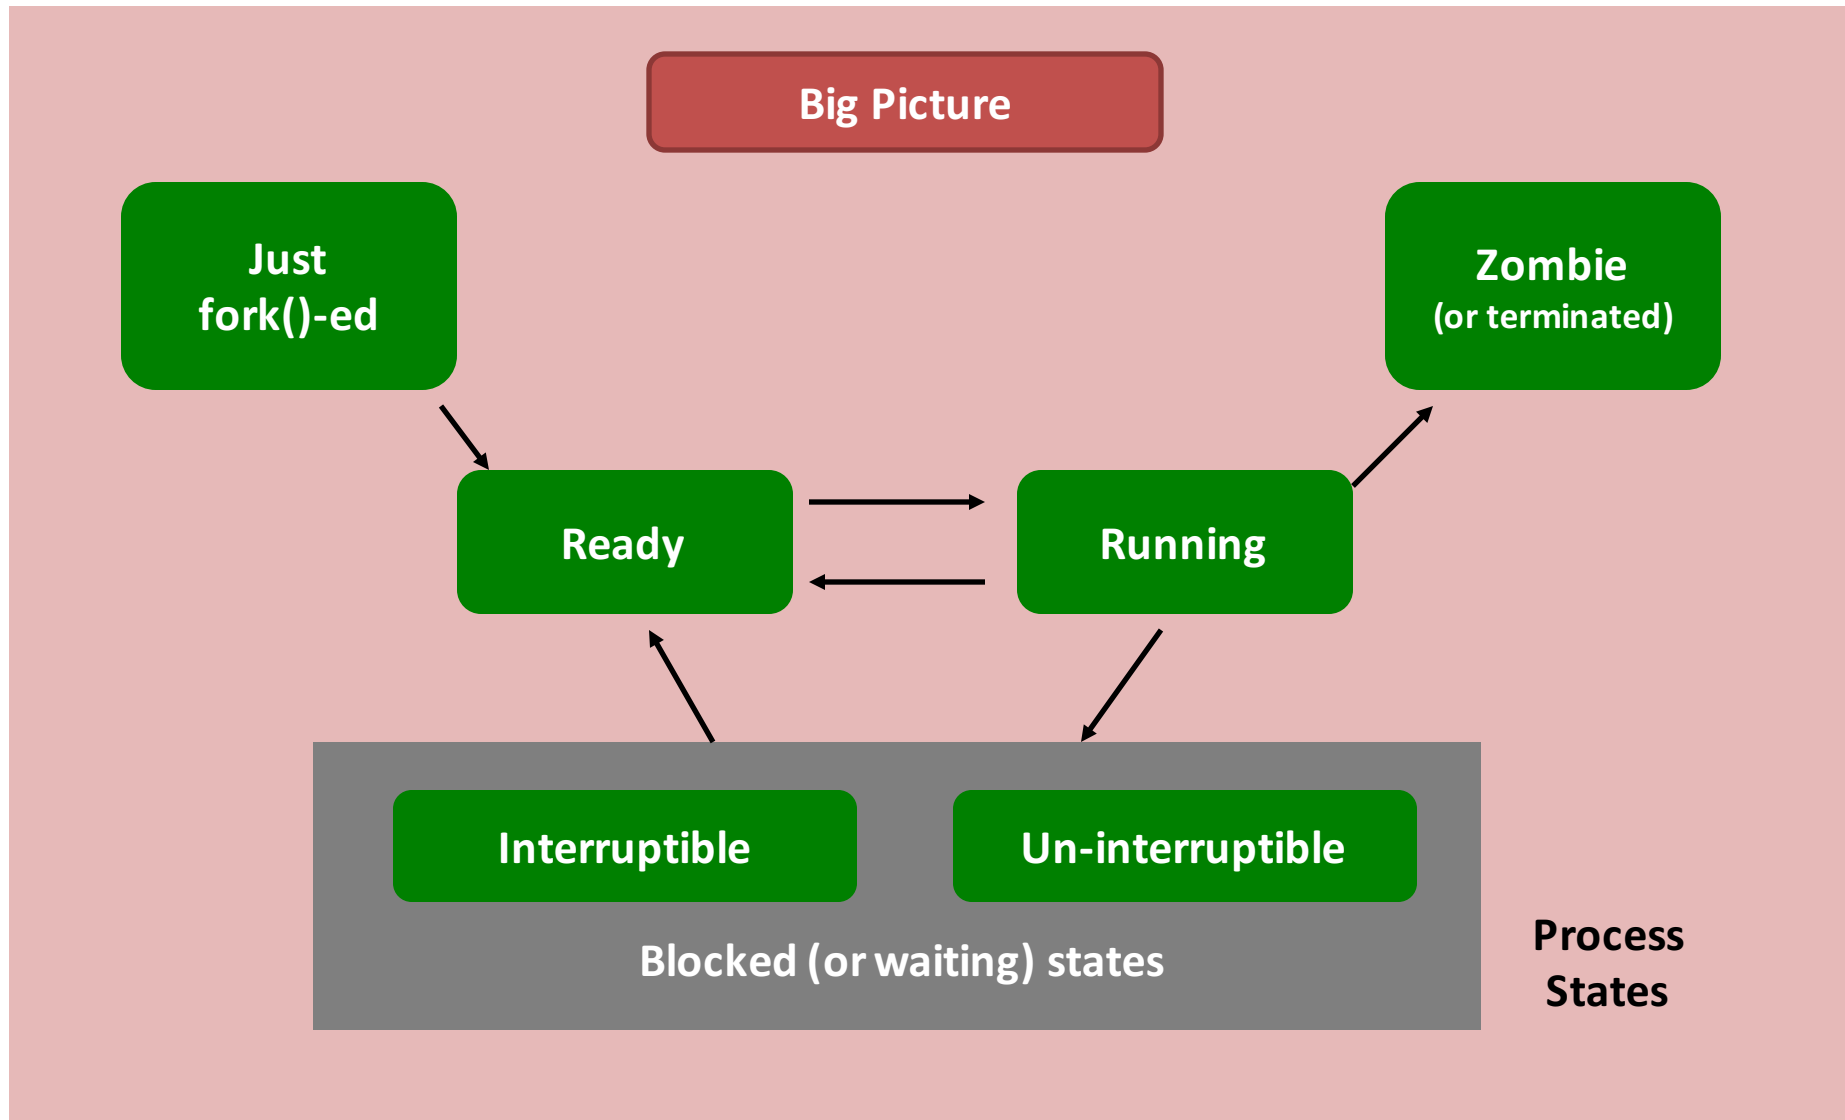 Big Picture
Just
fork()-ed
Zombie
(or terminated)
Ready
Running
Interruptible
Un-interruptible
Blocked (or waiting) states
Process
States